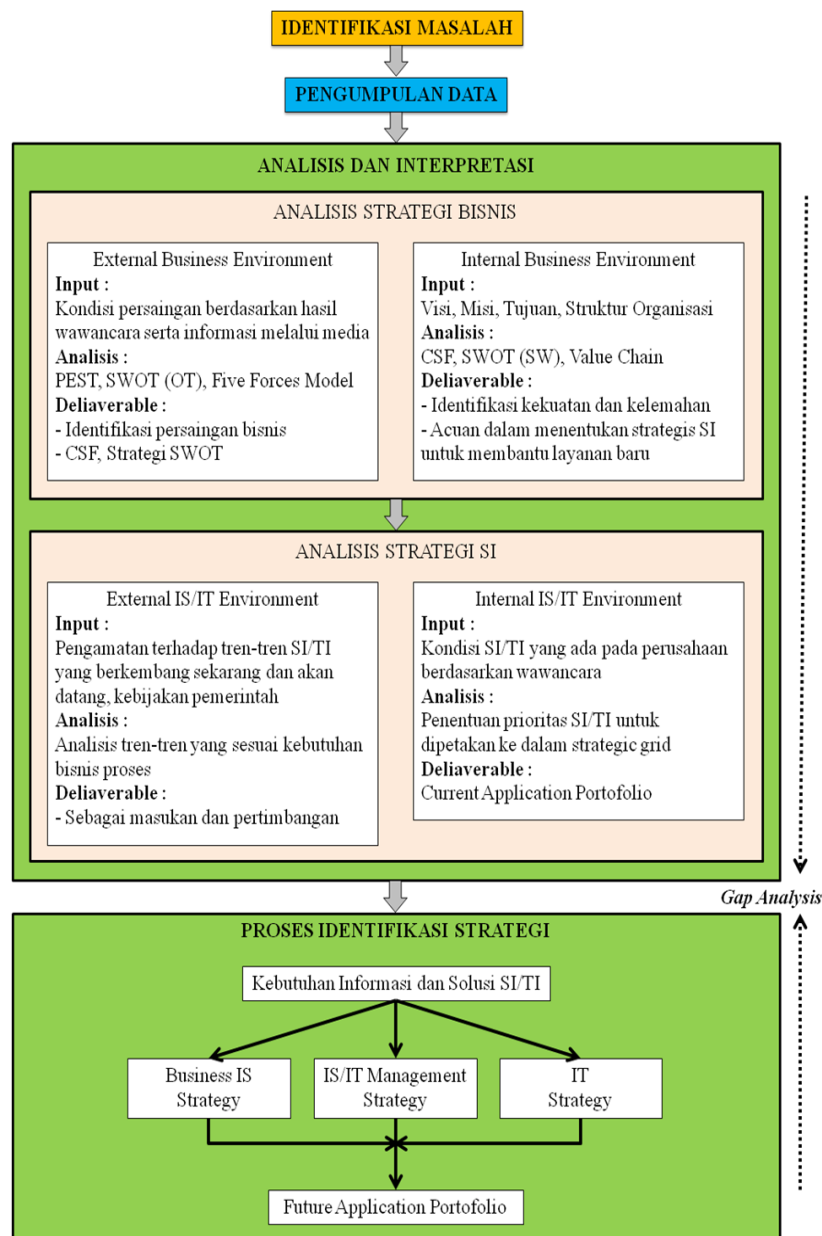 IDENTIFIKASI MASALAH
PENGUMPULAN DATA
ANALISIS DAN INTERPRETASI
ANALISIS STRATEGI BISNIS
External Business Environment
Input :
Kondisi persaingan berdasarkan hasil
wawancara serta informasi melalui media
Analisis :
PEST, SWOT (OT), Five Forces Model
Deliaverable :
- Identifikasi persaingan bisnis
- CSF, Strategi SWOT
Internal Business Environment
Input :
Visi, Misi, Tujuan, Struktur Organisasi
Analisis :
CSF, SWOT (SW), Value Chain
Deliaverable :
- Identifikasi kekuatan dan kelemahan
- Acuan dalam menentukan strategis SI
untuk membantu layanan baru
ANALISIS STRATEGI SI
External IS/IT Environment
Input :
Pengamatan terhadap tren-tren SI/TI
yang berkembang sekarang dan akan
datang, kebijakan pemerintah
Analisis :
Analisis tren-tren yang sesuai kebutuhan
bisnis proses
Deliaverable :
- Sebagai masukan dan pertimbangan
Internal IS/IT Environment
Input :
Kondisi SI/TI yang ada pada perusahaan
berdasarkan wawancara
Analisis :
Penentuan prioritas SI/TI untuk
dipetakan ke dalam strategic grid
Deliaverable :
Current Application Portofolio
Gap Analysis
PROSES IDENTIFIKASI STRATEGI
Kebutuhan Informasi dan Solusi SI/TI
Business IS
Strategy
IS/IT Management
Strategy
IT
Strategy
Future Application Portofolio